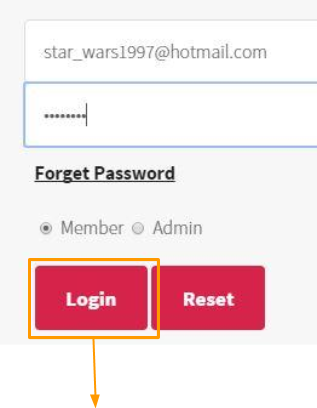 star_wars1997@hotmail.com
••••••••
Forget Password
Member Admin
Login Reset